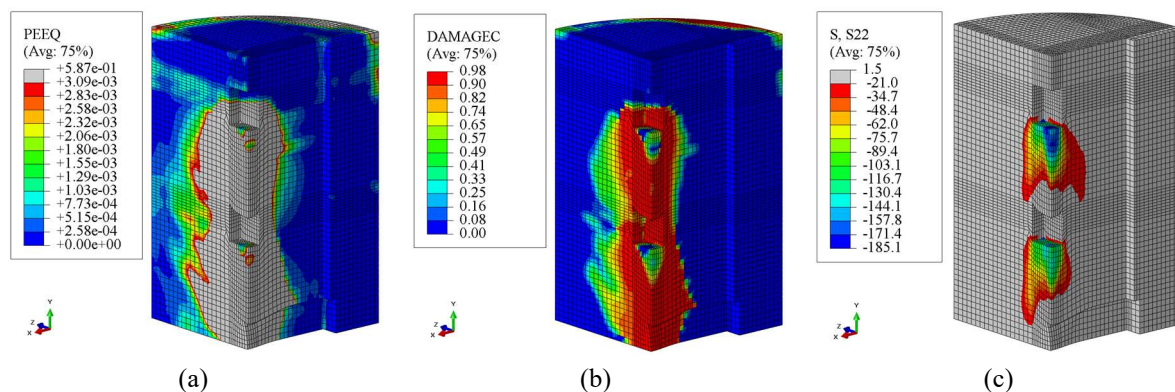 PEEQ
(Avg: 75%)
+5.87e-01
+3.09e-03
+2.83e-03
+2.58e-03
+2.32e-03
+2.06e-03
+1.80e-03
+1.55e-03
+1.29e-03
+1.03e-03
+7.73e-04
+5.15e-04
+2.58e-04
+0.00e+00
Y
Z
X
(a)
DAMAGEC
(Avg: 75%)
0.98
0.90
0.82
0.74
0.65
0.57
0.49
0.41
0.33
0.25
0.16
0.08
0.00
Y
Z
X
(b)
S, S22
(Avg: 75%)
1.5
-21.0
-34.7
-48.4
-62.0
-75.7
-89.4
-103.1
-116.7
-130.4
-144.1
-157.8
-171.4
-185.1
Y
Z
X
(c)